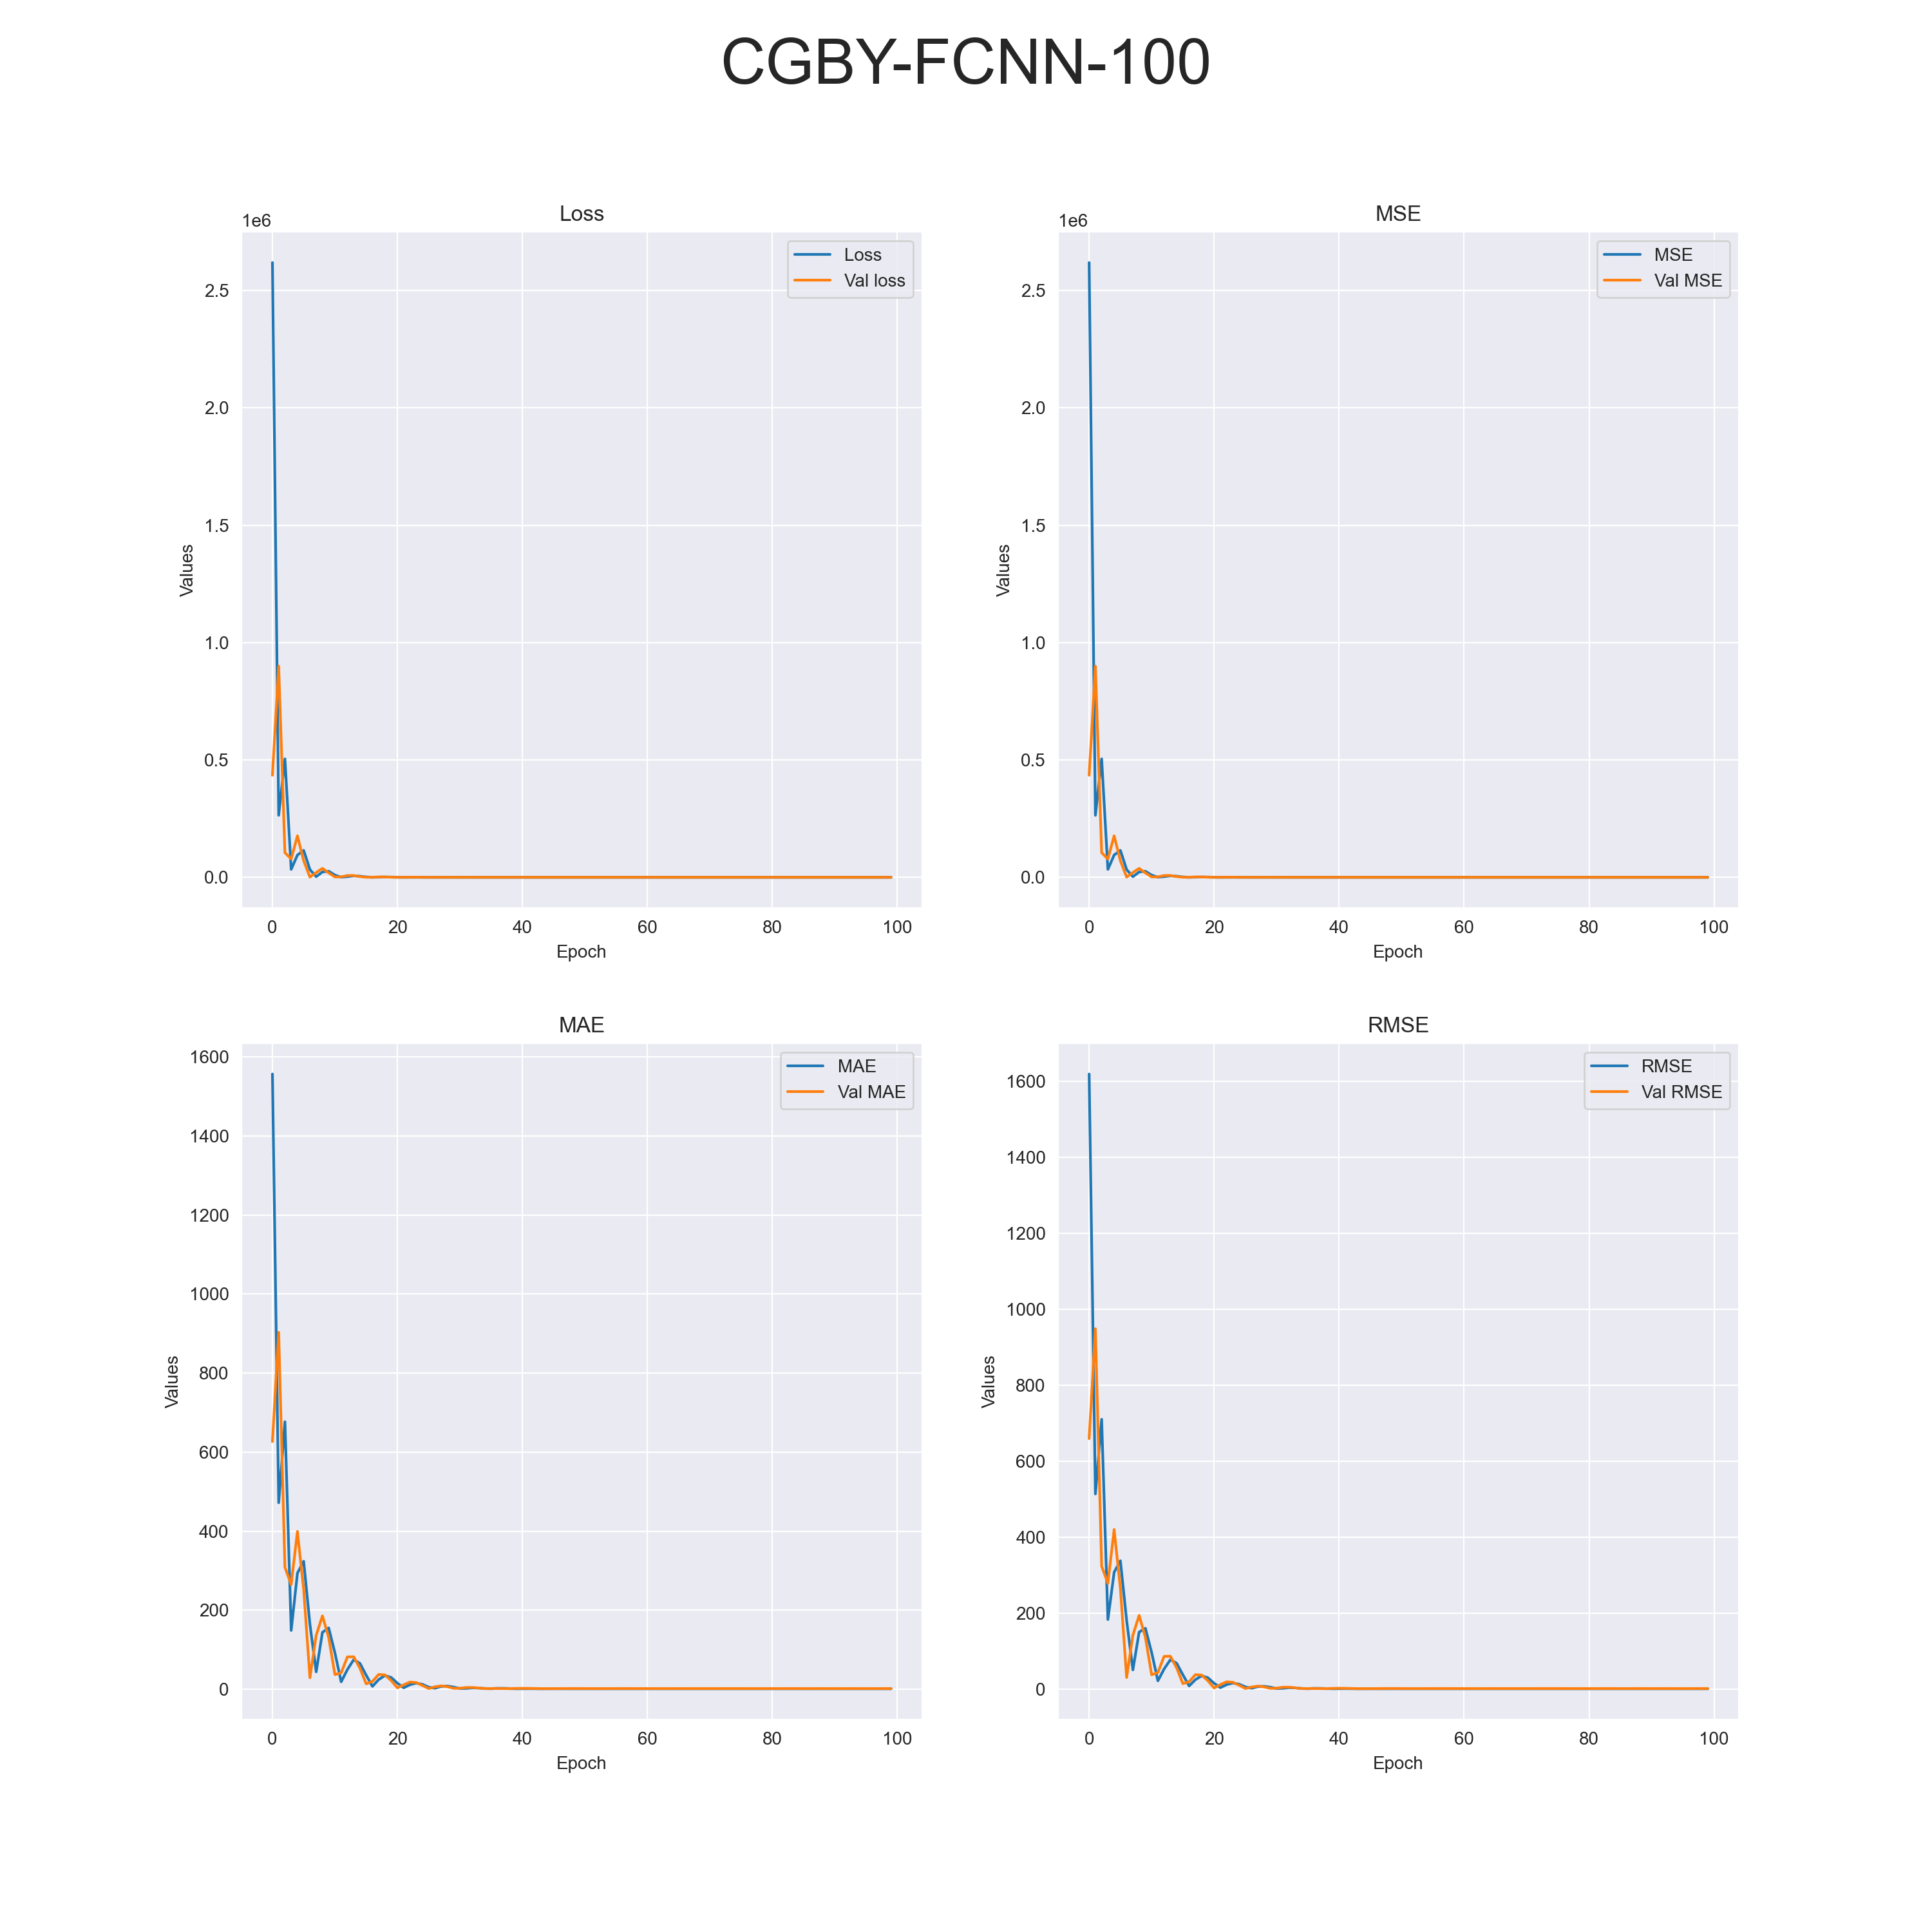 CGBY-FCNN-100
Loss
1e6
Loss
Val loss
2.5
2.0
1.5
1.0
0.5
0.0
Values
0 20 40 60 80 100
Epoch
MSE
1e6
MSE
Val MSE
2.5
2.0
1.5
1.0
0.5
0.0
Values
0 20 40 60 80 100
Epoch
MAE
MAE
Val MAE
1600
1400
1200
1000
800
600
400
200
0
Values
0 20 40 60 80 100
Epoch
RMSE
RMSE
Val RMSE
1600
1400
1200
1000
800
600
400
200
0
Values
0 20 40 60 80 100
Epoch